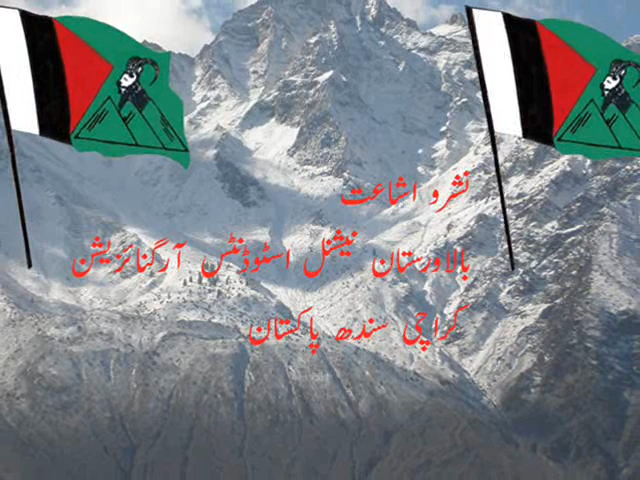 نشرو اشاعت
بالاورستان نیشنل اسٹوڈنٹس آرگنائزیشن
کراچی سندھ پاکستان